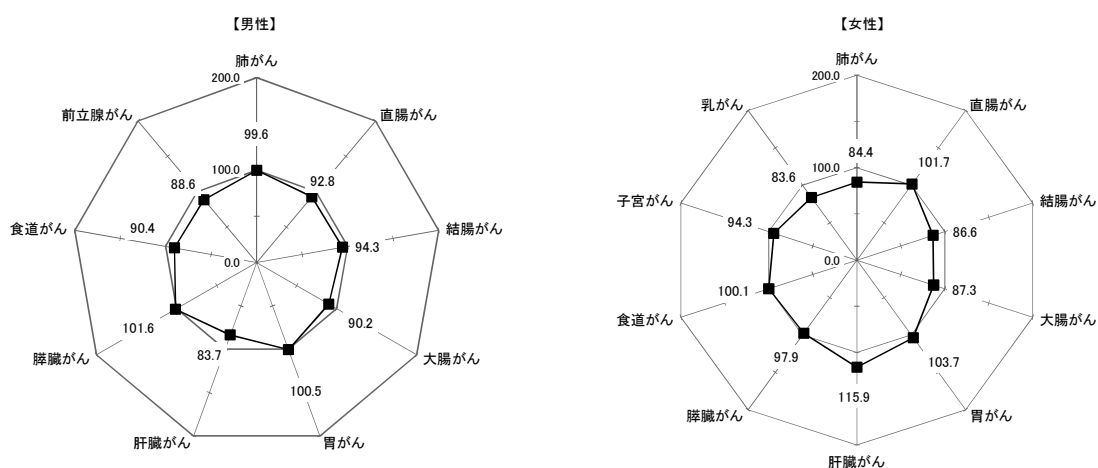 【男性】
肺がん
200.0
前立腺がん
直腸がん
99.6
100.0
88.6
92.8
食道がん
90.4
結腸がん
94.3
0.0
101.6
90.2
膵臓がん
83.7
大腸がん
100.5
肝臓がん
胃がん
【女性】
肺がん
200.0
乳がん
直腸がん
84.4
100.0
101.7
83.6
子宮がん
結腸がん
94.3
86.6
0.0
100.1
87.3
食道がん
大腸がん
97.9
103.7
115.9
膵臓がん
胃がん
肝臓がん